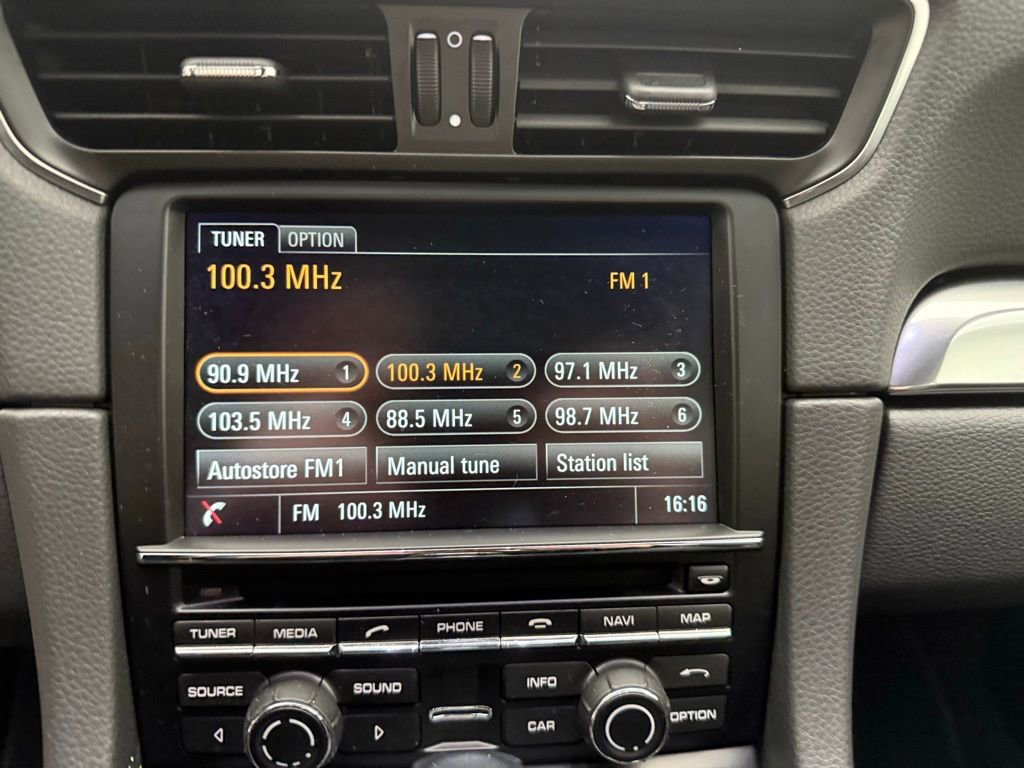 TUNER OPTION
100.3 MHz FM 1
90.9 MHz 1 100.3 MHz 2 97.1 MHz 3
103.5 MHz 4 88.5 MHz 5 98.7 MHz 6
Autostore FM1 Manual tune Station list
FM 100.3 MHz 16:16
TUNER MEDIA PHONE NAVI MAP
SOURCE SOUND INFO
CAR OPTION